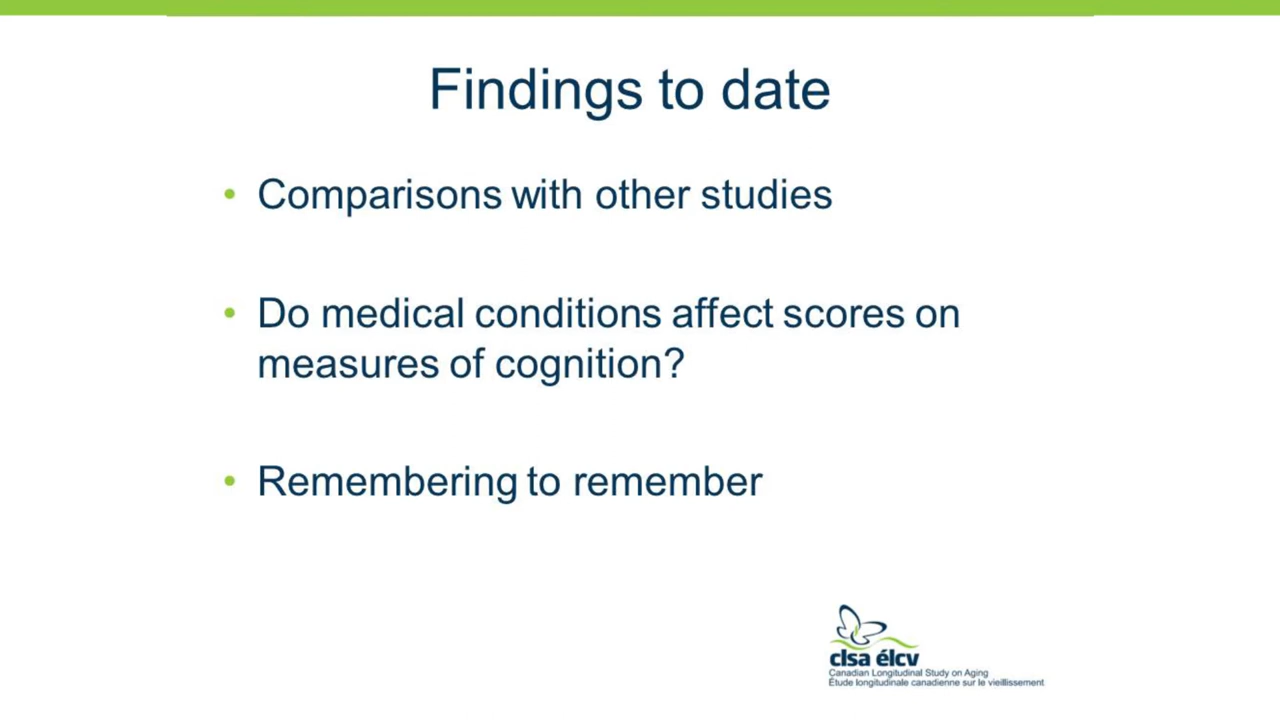 Findings to date
• Comparisons with other studies
• Do medical conditions affect scores on
measures of cognition?
• Remembering to remember
clsa élcv
Canadian Longitudinal Study on Aging
Étude longitudinale canadienne sur le vieillissement